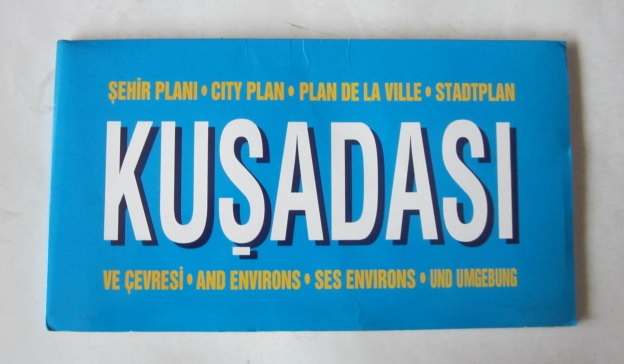 ŞEHİR PLANI • CITY PLAN • PLAN DE LA VILLE • STADTPLAN
KUŞADASI
VE ÇEVRESİ • AND ENVIRONS • SES ENVIRONS • UND UMGEBUNG